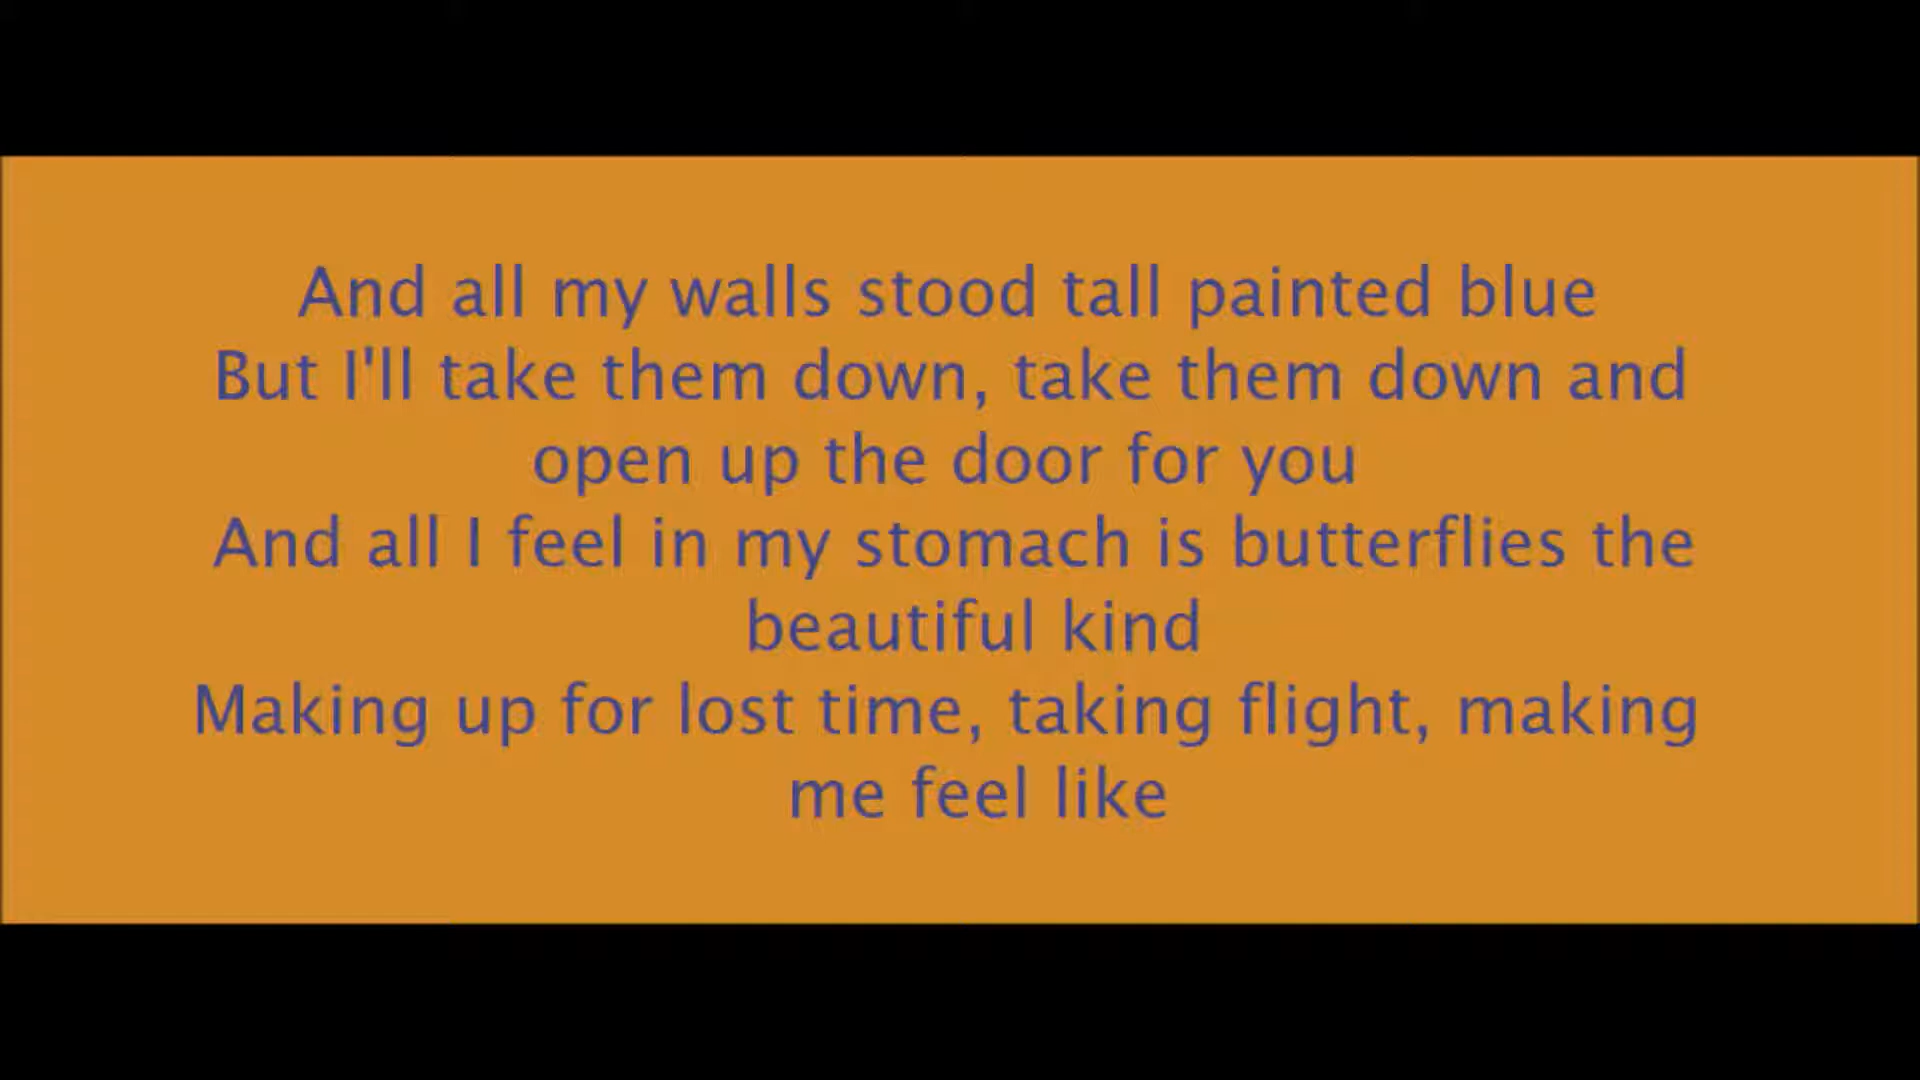 And all my walls stood tall painted blue
But I'll take them down, take them down and
open up the door for you
And all I feel in my stomach is butterflies the
beautiful kind
Making up for lost time, taking flight, making
me feel like